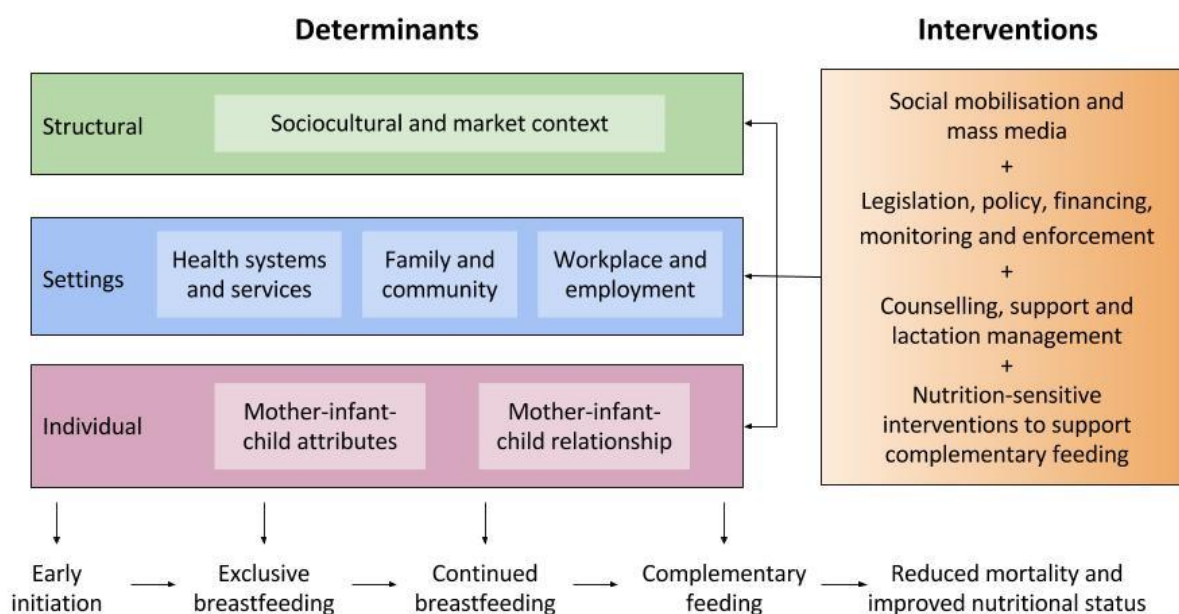 Determinants
Interventions
Structural
Sociocultural and market context
Settings
Health systems
and services
Family and
community
Workplace and
employment
Individual
Mother-infant-
child attributes
Mother-infant-
child relationship
Social mobilisation and
mass media
+
Legislation, policy, financing,
monitoring and enforcement
+
Counselling, support and
lactation management
+
Nutrition-sensitive
interventions to support
complementary feeding
Early
initiation
Exclusive
breastfeeding
Continued
breastfeeding
Complementary
feeding
Reduced mortality and
improved nutritional status